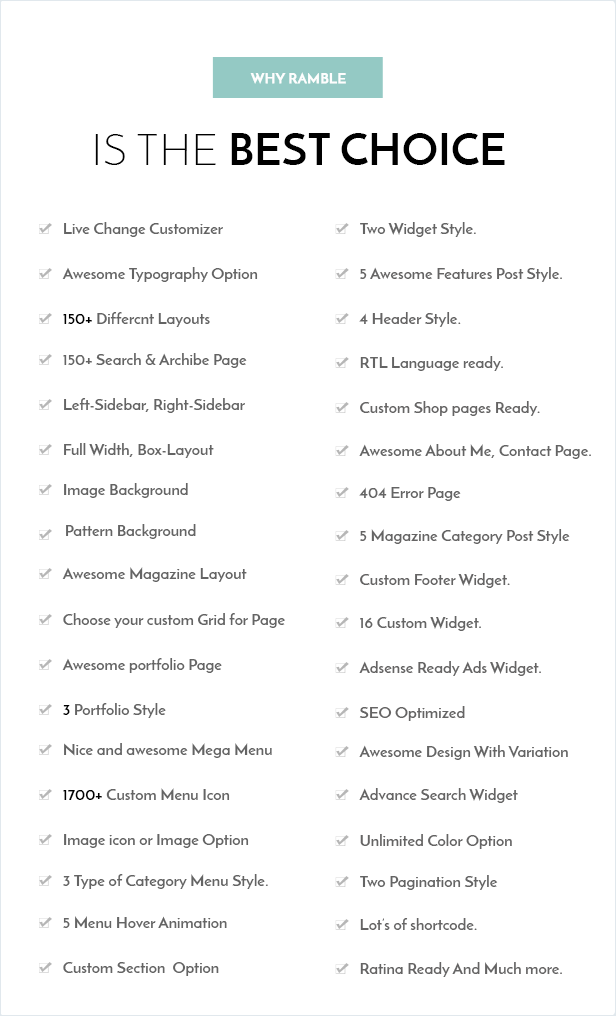 WHY RAMBLE
IS THE BEST CHOICE
Live Change Customizer
Awesome Typography Option
150+ Differcnt Layouts
150+ Search & Archibe Page
Left-Sidebar, Right-Sidebar
Full Width, Box-Layout
Image Background
Pattern Background
Awesome Magazine Layout
Choose your custom Grid for Page
Awesome portfolio Page
3 Portfolio Style
Nice and awesome Mega Menu
1700+ Custom Menu Icon
Image icon or Image Option
3 Type of Category Menu Style.
5 Menu Hover Animation
Custom Section Option
Two Widget Style.
5 Awesome Features Post Style.
4 Header Style.
RTL Language ready.
Custom Shop pages Ready.
Awesome About Me, Contact Page.
404 Error Page
5 Magazine Category Post Style
Custom Footer Widget.
16 Custom Widget.
Adsense Ready Ads Widget.
SEO Optimized
Awesome Design With Variation
Advance Search Widget
Unlimited Color Option
Two Pagination Style
Lot's of shortcode.
Ratina Ready And Much more.